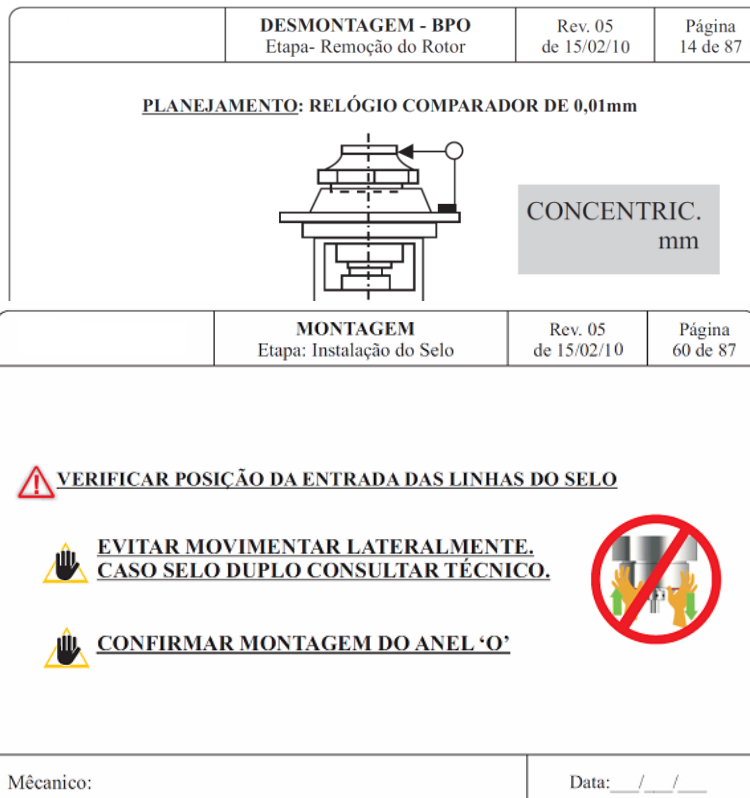 DESMONTAGEM - BPO
Etapa- Remoção do Rotor
Rev. 05
de 15/02/10
Página
14 de 87
PLANEJAMENTO: RELÓGIO COMPARADOR DE 0,01mm
CONCENTRIC.
mm
MONTAGEM
Etapa: Instalação do Selo
Rev. 05
de 15/02/10
Página
60 de 87
VERIFICAR POSIÇÃO DA ENTRADA DAS LINHAS DO SELO
EVITAR MOVIMENTAR LATERALMENTE.
CASO SELO DUPLO CONSULTAR TÉCNICO.
CONFIRMAR MONTAGEM DO ANEL ‘O’
Mêcanico:
Data:___/___/___